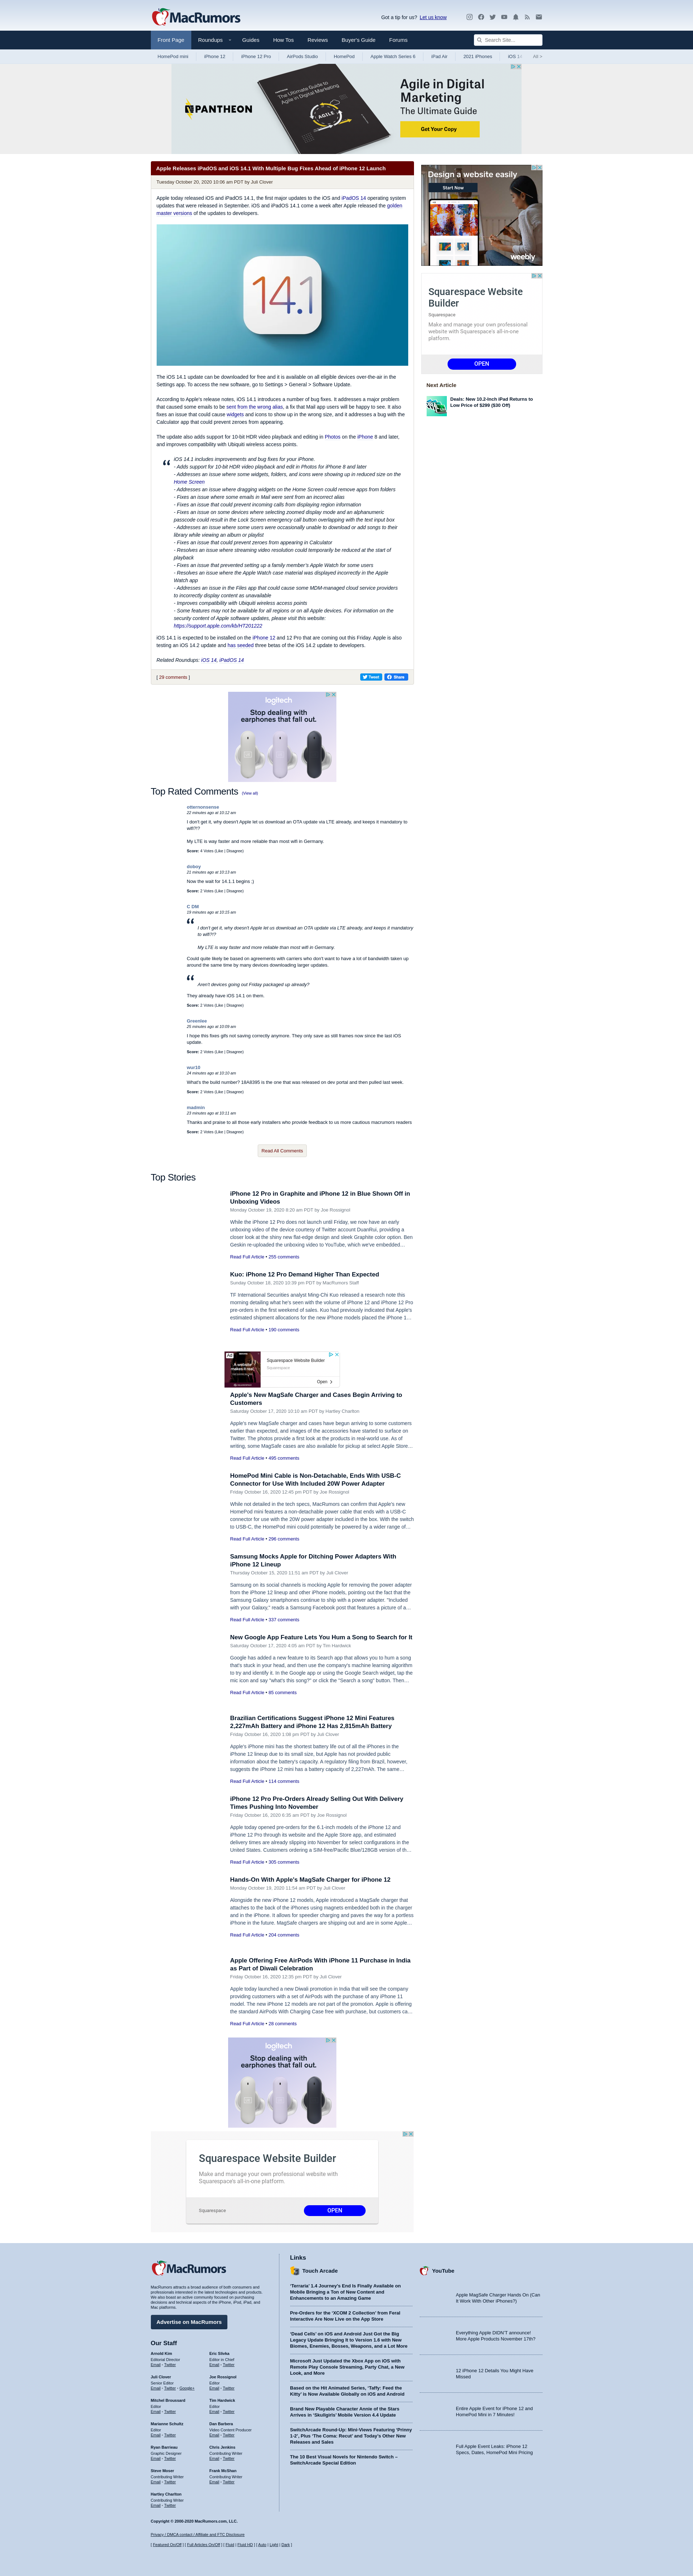 MacRumors
Got a tip for us? Let us know
Front Page Roundups Guides How Tos Reviews Buyer's Guide Forums
Search Site...
HomePod mini iPhone 12 iPhone 12 Pro AirPods Studio HomePod Apple Watch Series 6 iPad Air 2021 iPhones iOS All >
PANTHEON
The Ultimate Guide to Agile in Digital Marketing
AGILE
Agile in Digital Marketing
The Ultimate Guide
Get Your Copy
Apple Releases iPadOS and iOS 14.1 With Multiple Bug Fixes Ahead of iPhone 12 Launch
Tuesday October 20, 2020 10:06 am PDT by Juli Clover
Apple today released iOS and iPadOS 14.1, the first major updates to the iOS and iPadOS 14 operating system
updates that were released in September. iOS and iPadOS 14.1 come a week after Apple released the golden
master versions of the updates to developers.
14.1
The iOS 14.1 update can be downloaded for free and it is available on all eligible devices over-the-air in the
Settings app. To access the new software, go to Settings > General > Software Update.
According to Apple's release notes, iOS 14.1 introduces a number of bug fixes. It addresses a major problem
that caused some emails to be sent from the wrong alias, a fix that Mail app users will be happy to see. It also
fixes an issue that could cause widgets and icons to show up in the wrong size, and it addresses a bug with the
Calculator app that could prevent zeroes from appearing.
The update also adds support for 10-bit HDR video playback and editing in Photos on the iPhone 8 and later,
and improves compatibility with Ubiquiti wireless access points.
iOS 14.1 includes improvements and bug fixes for your iPhone.
- Adds support for 10-bit HDR video playback and edit in Photos for iPhone 8 and later
- Addresses an issue where some widgets, folders, and icons were showing up in reduced size on the
Home Screen
- Addresses an issue where dragging widgets on the Home Screen could remove apps from folders
- Fixes an issue where some emails in Mail were sent from an incorrect alias
- Fixes an issue that could prevent incoming calls from displaying region information
- Fixes an issue on some devices where selecting zoomed display mode and an alphanumeric
passcode could result in the Lock Screen emergency call button overlapping with the text input box
- Addresses an issue where some users were occasionally unable to download or add songs to their
library while viewing an album or playlist
- Fixes an issue that could prevent zeroes from appearing in Calculator
- Resolves an issue where streaming video resolution could temporarily be reduced at the start of
playback
- Fixes an issue that prevented setting up a family member's Apple Watch for some users
- Resolves an issue where the Apple Watch case material was displayed incorrectly in the Apple
Watch app
- Addresses an issue in the Files app that could cause some MDM-managed cloud service providers
to incorrectly display content as unavailable
- Improves compatibility with Ubiquiti wireless access points
- Some features may not be available for all regions or on all Apple devices. For information on the
security content of Apple software updates, please visit this website:
https://support.apple.com/kb/HT201222
iOS 14.1 is expected to be installed on the iPhone 12 and 12 Pro that are coming out this Friday. Apple is also
testing an iOS 14.2 update and has seeded three betas of the iOS 14.2 update to developers.
Related Roundups: iOS 14, iPadOS 14
[ 29 comments ]
Tweet Share
Design a website easily
Start Now
weebly
Squarespace Website Builder
Squarespace
Make and manage your own professional website with Squarespace's all-in-one platform.
OPEN
Next Article
Deals: New 10.2-Inch iPad Returns to Low Price of $299 ($30 Off)
logitech
Stop dealing with earphones that fall out.
Top Rated Comments (View all)
otternonsense
22 minutes ago at 10:12 am
I don't get it, why doesn't Apple let us download an OTA update via LTE already, and keeps it mandatory to
wifi?!?
My LTE is way faster and more reliable than most wifi in Germany.
Score: 4 Votes (Like | Disagree)
21 minutes ago at 10:13 am
Now the wait for 14.1.1 begins ;)
Score: 2 Votes (Like | Disagree)
C DM
19 minutes ago at 10:15 am
I don't get it, why doesn't Apple let us download an OTA update via LTE already, and keeps it mandatory
to wifi?!?
My LTE is way faster and more reliable than most wifi in Germany.
Could quite likely be based on agreements with carriers who don't want to have a lot of bandwidth taken up
around the same time by many devices downloading larger updates.
Aren't devices going out Friday packaged up already?
They already have iOS 14.1 on them.
Score: 2 Votes (Like | Disagree)
Greenlee
25 minutes ago at 10:09 am
I hope this fixes gifs not saving correctly anymore. They only save as still frames now since the last iOS
update.
Score: 2 Votes (Like | Disagree)
24 minutes ago at 10:10 am
What's the build number? 18A8395 is the one that was released on dev portal and then pulled last week.
Score: 2 Votes (Like | Disagree)
23 minutes ago at 10:11 am
Thanks and praise to all those early installers who provide feedback to us more cautious macrumors readers
Score: 2 Votes (Like | Disagree)
Read All Comments
Top Stories
iPhone 12 Pro in Graphite and iPhone 12 in Blue Shown Off in
Unboxing Videos
Monday October 19, 2020 6:20 am PDT by Joe Rossignol
While the iPhone 12 Pro does not launch until Friday, we now have an early
unboxing video of the device courtesy of Twitter account DuanRui, providing a
closer look at the shiny new flat-edge design and sleek Graphite color option. Ben
Geskin re-uploaded the unboxing video to YouTube, which we've embedded...
Read Full Article • 255 comments
Kuo: iPhone 12 Pro Demand Higher Than Expected
Sunday October 18, 2020 10:39 pm PDT by MacRumors Staff
TF International Securities analyst Ming-Chi Kuo released a research note this
morning detailing what he's seen with the volume of iPhone 12 and iPhone 12 Pro
pre-orders in the first weekend of sales. Kuo had previously indicated that Apple's
estimated shipment allocations for the new iPhone models placed the iPhone 1...
Read Full Article • 190 comments
Ad
A website makes it real
Squarespace Website Builder
Squarespace
Open
Apple's New MagSafe Charger and Cases Begin Arriving to
Customers
Saturday October 17, 2020 10:10 am PDT by Hartley Charlton
Apple's new MagSafe charger and cases have begun arriving to some customers
earlier than expected, and images of the accessories have started to surface on
Twitter. The photos provide a first look at the products in real-world use. As of
writing, some MagSafe cases are also available for pickup at select Apple Store...
Read Full Article • 495 comments
HomePod Mini Cable is Non-Detachable, Ends With USB-C
Connector for Use With Included 20W Power Adapter
Friday October 16, 2020 12:45 pm PDT by Joe Rossignol
While not detailed in the tech specs, MacRumors can confirm that Apple's new
HomePod mini features a non-detachable power cable that ends with a USB-C
connector for use with the 20W power adapter included in the box. With the switch
to USB-C, the HomePod mini could potentially be powered by a wider range of...
Read Full Article • 296 comments
Samsung Mocks Apple for Ditching Power Adapters With
iPhone 12 Lineup
Thursday October 15, 2020 11:51 am PDT by Juli Clover
Samsung on its social channels is mocking Apple for removing the power adapter
from the iPhone 12 lineup and other iPhone models, pointing out the fact that the
Samsung Galaxy smartphones continue to ship with a power adapter. "Included
with your Galaxy," reads a Samsung Facebook post that features a picture of a...
Read Full Article • 337 comments
New Google App Feature Lets You Hum a Song to Search for It
Saturday October 17, 2020 4:05 am PDT by Tim Hardwick
Google has added a new feature to its Search app that allows you to hum a song
that's stuck in your head, and then use the company's machine learning algorithm
to try and identify it. In the Google app or using the Google Search widget, tap the
mic icon and say "what's this song?" or click the "Search a song" button. Then...
Read Full Article • 85 comments
Brazilian Certifications Suggest iPhone 12 Mini Features
2,227mAh Battery and iPhone 12 Has 2,815mAh Battery
Friday October 16, 2020 1:08 pm PDT by Juli Clover
Apple's iPhone mini has the shortest battery life out of all the iPhones in the
iPhone 12 lineup due to its small size, but Apple has not provided public
information about the battery's capacity. A regulatory filing from Brazil, however,
suggests the iPhone 12 mini has a battery capacity of 2,227mAh. The same...
Read Full Article • 114 comments
iPhone 12 Pro Pre-Orders Already Selling Out With Delivery
Times Pushing Into November
Friday October 16, 2020 6:35 am PDT by Joe Rossignol
Apple today opened pre-orders for the 6.1-inch models of the iPhone 12 and
iPhone 12 Pro through its website and the Apple Store app, and estimated
delivery times are already slipping into November for select configurations in the
United States. Customers ordering a SIM-free/Pacific Blue/128GB version of th...
Read Full Article • 305 comments
Hands-On With Apple's MagSafe Charger for iPhone 12
Monday October 19, 2020 11:54 am PDT by Juli Clover
Alongside the new iPhone 12 models, Apple introduced a MagSafe charger that
attaches to the back of the iPhones using magnets embedded both in the charger
and in the iPhone. It allows for speedier charging and paves the way for a portless
iPhone in the future. MagSafe chargers are shipping out and are in some Apple...
Read Full Article • 204 comments
Apple Offering Free AirPods With iPhone 11 Purchase in India
as Part of Diwali Celebration
Friday October 16, 2020 12:35 pm PDT by Juli Clover
Apple today launched a new Diwali promotion in India that will see the company
providing customers with a set of AirPods with the purchase of any iPhone 11
model. The new iPhone 12 models are not part of the promotion. Apple is offering
the standard AirPods With Charging Case free with purchase, but customers ca...
Read Full Article • 28 comments
logitech
Stop dealing with earphones that fall out.
Squarespace Website Builder
Make and manage your own professional website with
Squarespace's all-in-one platform.
Squarespace
OPEN
MacRumors
MacRumors attracts a broad audience of both consumers and
professionals interested in the latest technologies and products.
We also boast an active community focused on purchasing
decisions and technical aspects of the iPhone, iPod, iPad, and
Mac platforms.
Advertise on MacRumors
Our Staff
Arnold Kim
Editorial Director
Email • Twitter
Eric Slivka
Editor in Chief
Email • Twitter
Juli Clover
Senior Editor
Email • Twitter • Google+
Joe Rossignol
Editor
Email • Twitter
Mitchel Broussard
Editor
Email • Twitter
Tim Hardwick
Editor
Email • Twitter
Marianne Schultz
Editor
Email • Twitter
Dan Barbera
Video Content Producer
Email • Twitter
Ryan Barrieau
Graphic Designer
Email • Twitter
Chris Jenkins
Contributing Writer
Email • Twitter
Steve Moser
Contributing Writer
Email • Twitter
Frank McShan
Contributing Writer
Email • Twitter
Hartley Charlton
Contributing Writer
Email • Twitter
Links
Touch Arcade
'Terraria' 1.4 Journey's End Is Finally Available on Mobile Bringing a Ton of New Content and Enhancements to an Amazing Game
Pre-Orders for the 'XCOM 2 Collection' from Feral Interactive Are Now Live on the App Store
'Dead Cells' on iOS and Android Just Got the Big Legacy Update Bringing It to Version 1.8 with New Biomes, Enemies, Bosses, Weapons, and a Lot More
Microsoft Just Updated the Xbox App on iOS with Remote Play Console Streaming, Party Chat, a New Look, and More
Based on the Hit Animated Series, 'Taffy: Feed the Kitty' is Now Available Globally on iOS and Android
Brand New Playable Character Annie of the Stars Arrives in 'Skullgirls' Mobile Version 4.4 Update
SwitchArcade Round-Up: Mini-Views Featuring 'Prinny 1-2', Plus 'The Coma: Recut' and Today's Other New Releases and Sales
The 10 Best Visual Novels for Nintendo Switch – SwitchArcade Special Edition
YouTube
Apple MagSafe Charger Hands On (Can it Work With Other iPhones?)
Everything Apple DIDN'T announce! More Apple Products November 17th?
12 iPhone 12 Details You Might Have Missed
Entire Apple Event for iPhone 12 and HomePod Mini in 7 Minutes!
Full Apple Event Leaks: iPhone 12 Specs, Dates, HomePod Mini Pricing
Copyright © 2000-2020 MacRumors.com, LLC.
Privacy / DMCA contact / Affiliate and FTC Disclosure
[ Featured On/Off ] [ Full Articles On/Off ] [ Fluid | Fluid HD ] [ Auto | Light | Dark ]